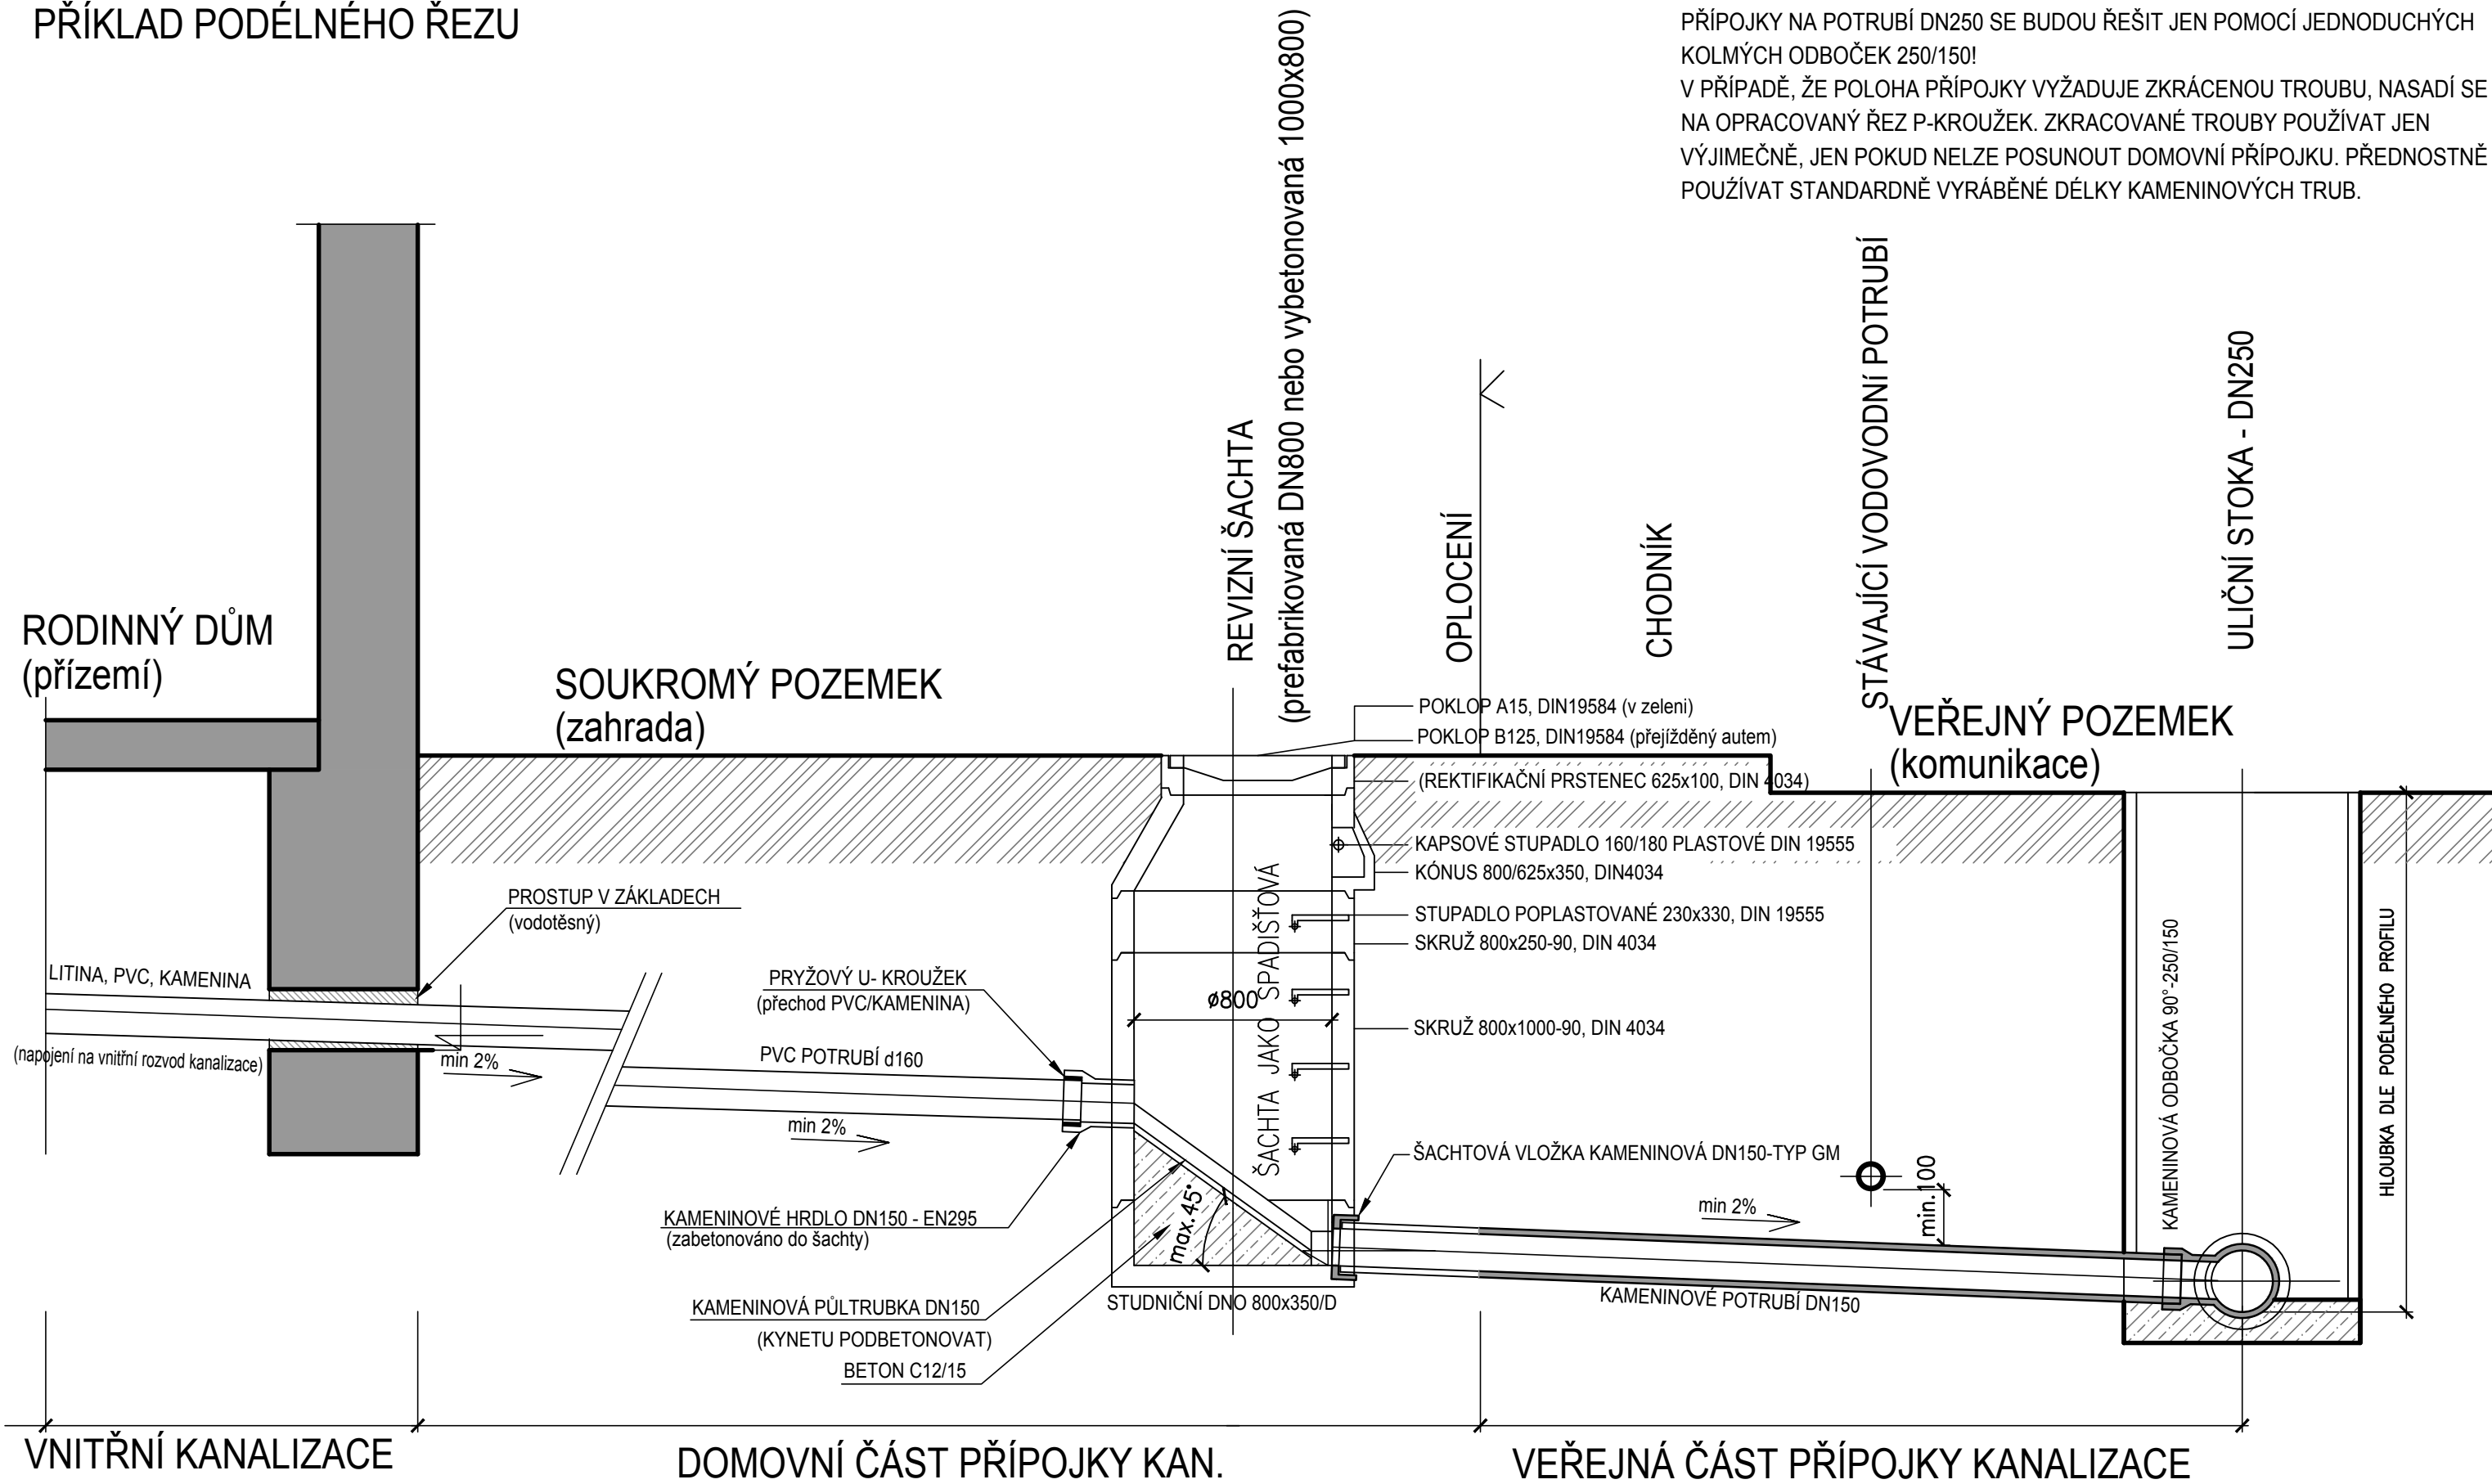 PŘÍKLAD PODÉLNÉHO ŘEZU
PŘÍPOJKY NA POTRUBÍ DN250 SE BUDOU ŘEŠIT JEN POMOCÍ JEDNODUCHÝCH
KOLMÝCH ODBOČEK 250/150!
V PŘÍPADĚ, ŽE POLOHA PŘÍPOJKY VYŽADUJE ZKRÁCENOU TROUBU, NASADÍ SE
NA OPRACOVANÝ ŘEZ P-KROUŽEK. ZKRACOVANÉ TROUBY POUŽÍVAT JEN
VÝJIMEČNĚ, JEN POKUD NELZE POSUNOUT DOMOVNÍ PŘÍPOJKU. PŘEDNOSTNĚ
POUŹÍVAT STANDARDNĚ VYRÁBĚNÉ DÉLKY KAMENINOVÝCH TRUB.
REVIZNÍ ŠACHTA
(prefabrikovaná DN800 nebo vybetonovaná 1000x800)
OPLOCENÍ
CHODNÍK
STÁVAJÍCÍ VODOVODNÍ POTRUBÍ
ULIČNÍ STOKA - DN250
RODINNÝ DŮM
(přízemí)
SOUKROMÝ POZEMEK
(zahrada)
VEŘEJNÝ POZEMEK
(komunikace)
POKLOP A15, DIN19584 (v zeleni)
POKLOP B125, DIN19584 (přejížděný autem)
(REKTIFIKAČNÍ PRSTENEC 625x100, DIN 4034)
KAPSOVÉ STUPADLO 160/180 PLASTOVÉ DIN 19555
KÓNUS 800/625x350, DIN4034
STUPADLO POPLASTOVANÉ 230x330, DIN 19555
SKRUŽ 800x250-90, DIN 4034
SKRUŽ 800x1000-90, DIN 4034
PROSTUP V ZÁKLADECH
(vodotěsný)
LITINA, PVC, KAMENINA
(napojení na vnitřní rozvod kanalizace)
min 2%
PRYŽOVÝ U- KROUŽEK
(přechod PVC/KAMENINA)
PVC POTRUBÍ d160
min 2%
ø800
ŠACHTA JAKO SPADIŠŤOVÁ
max.45°
KAMENINOVÉ HRDLO DN150 - EN295
(zabetonováno do šachty)
KAMENINOVÁ PŮLTRUBKA DN150
(KYNETU PODBETONOVAT)
BETON C12/15
STUDNIČNÍ DNO 800x350/D
ŠACHTOVÁ VLOŽKA KAMENINOVÁ DN150-TYP GM
min 2%
min.100
KAMENINOVÉ POTRUBÍ DN150
KAMENINOVÁ ODBOČKA 90°-250/150
HLOUBKA DLE PODÉLNÉHO PROFILU
VNITŘNÍ KANALIZACE
DOMOVNÍ ČÁST PŘÍPOJKY KAN.
VEŘEJNÁ ČÁST PŘÍPOJKY KANALIZACE